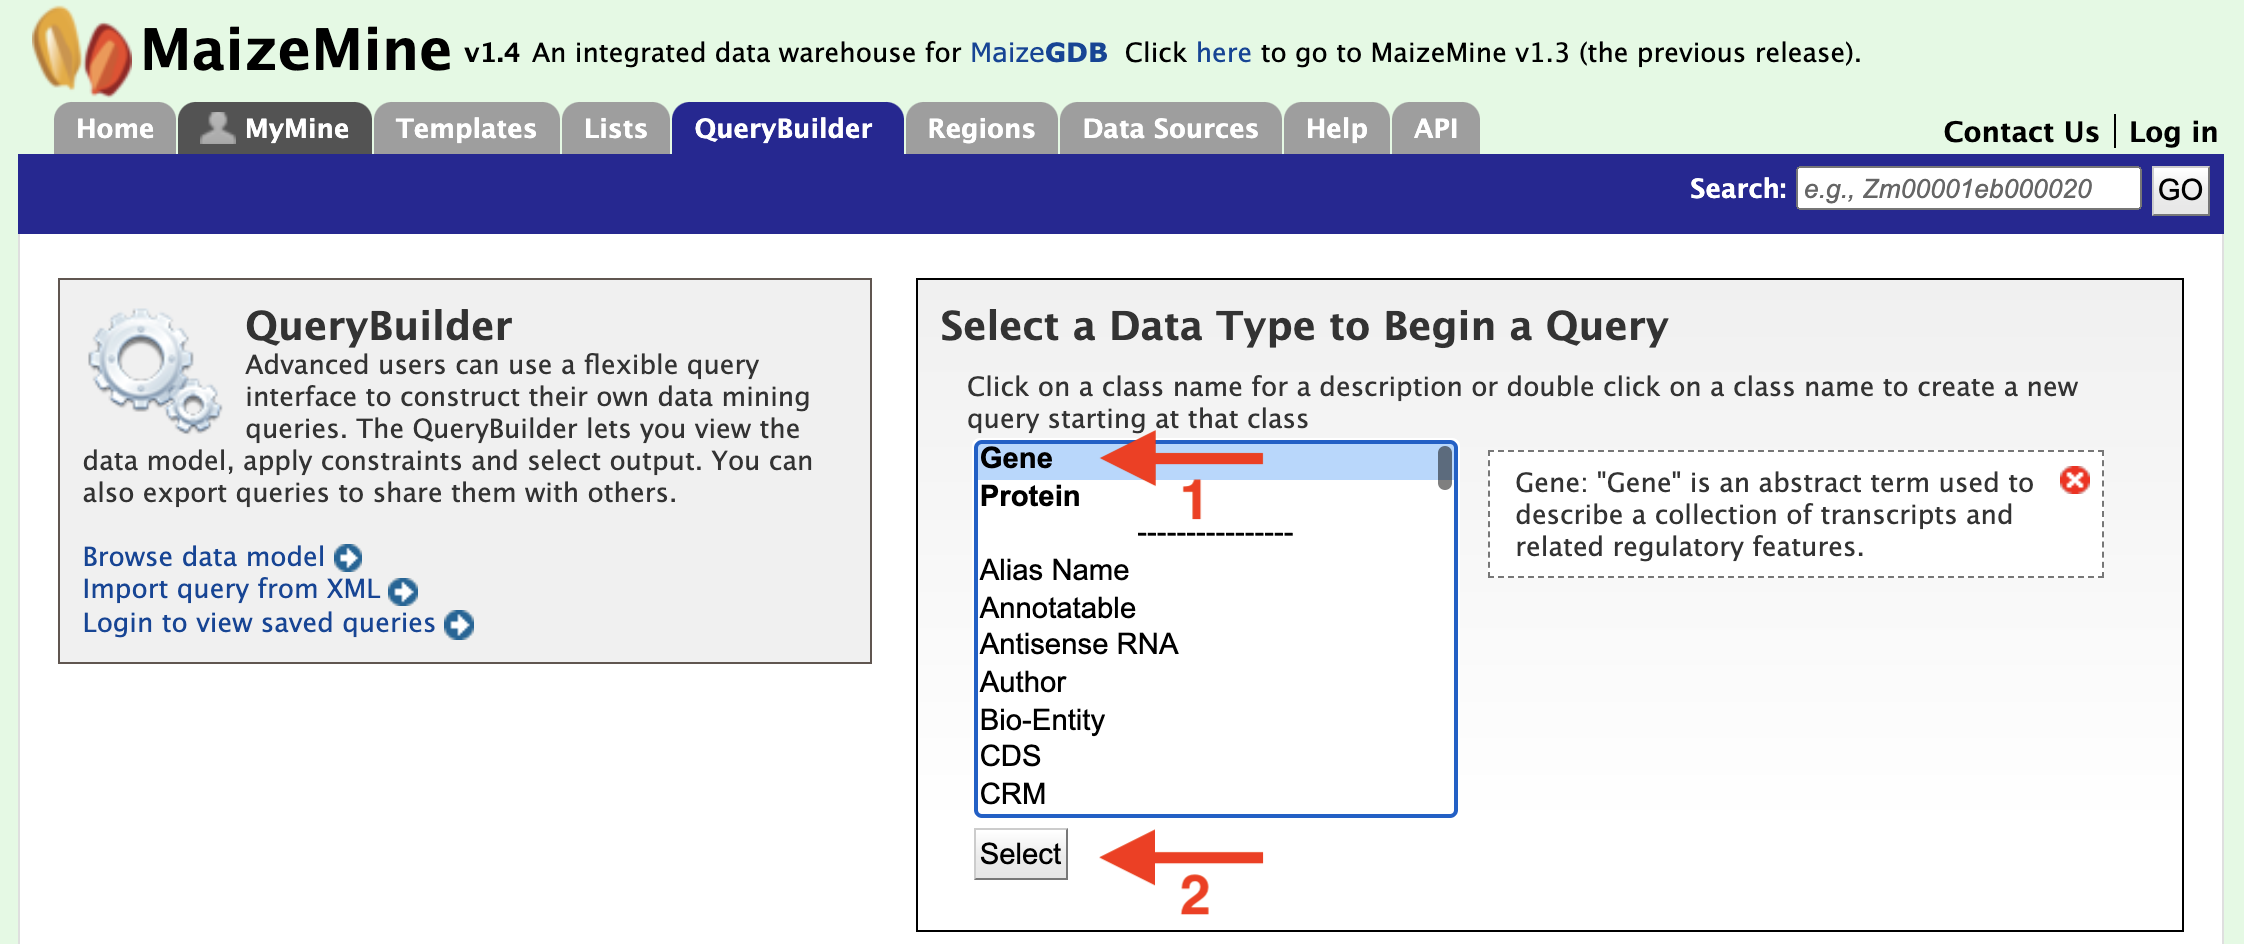 MaizeMine v1.4 An integrated data warehouse for MaizeGDB Click here to go to MaizeMine v1.3 (the previous release).
Home MyMine Templates Lists QueryBuilder Regions Data Sources Help API
Contact Us Log in
Search: e.g., Zm00001eb000020 GO
QueryBuilder
Advanced users can use a flexible query
interface to construct their own data mining
queries. The QueryBuilder lets you view the
data model, apply constraints and select output. You can
also export queries to share them with others.
Browse data model
Import query from XML
Login to view saved queries
Select a Data Type to Begin a Query
Click on a class name for a description or double click on a class name to create a new
query starting at that class
Gene
1
Protein
----------------
Alias Name
Annotatable
Antisense RNA
Author
Bio-Entity
CDS
CRM
Gene: "Gene" is an abstract term used to
describe a collection of transcripts and
related regulatory features.
Select
2